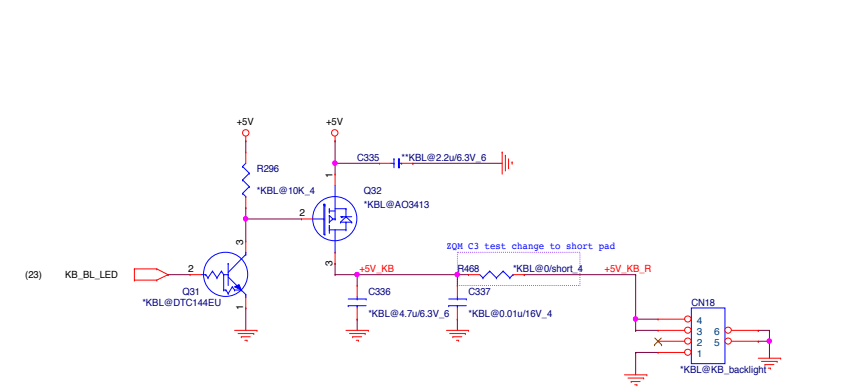 +5V
+5V
C335
**KBL@2.2u/6.3V_6
R296
*KBL@10K_4
1
Q32
*KBL@AO3413
2
3
ZQM C3 test change to short pad
3
+5V_KB
R468
*KBL@0/short_4
+5V_KB_R
(23)
KB_BL_LED
2
Q31
*KBL@DTC144EU
1
C336
*KBL@4.7u/6.3V_6
C337
*KBL@0.01u/16V_4
CN18
4
3
6
2
5
1
*KBL@KB_backlight